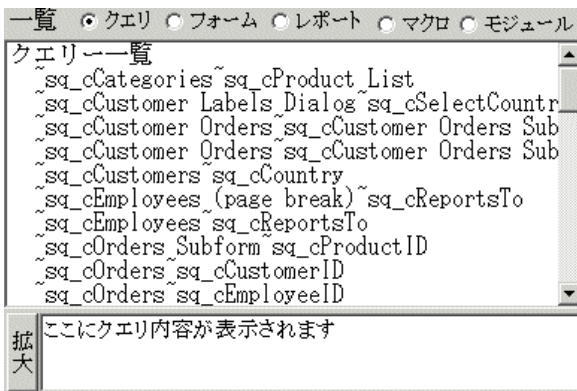 一覧 クエリ フォーム レポート マクロ モジュール
クエリー一覧
~sq_cCategories~sq_cProduct List
~sq_cCustomer Labels Dialog~sq_cSelectCountr
~sq_cCustomer Orders~sq_cCustomer Orders Sub
~sq_cCustomer Orders~sq_cCustomer Orders Sub
~sq_cCustomers~sq_cCountry
~sq_cEmployees (page break)~sq_cReportsTo
~sq_cEmployees~sq_cReportsTo
~sq_cOrders Subform~sq_cProductID
~sq_cOrders~sq_cCustomerID
~sq_cOrders~sq_cEmployeeID
拡大
ここにクエリ内容が表示されます